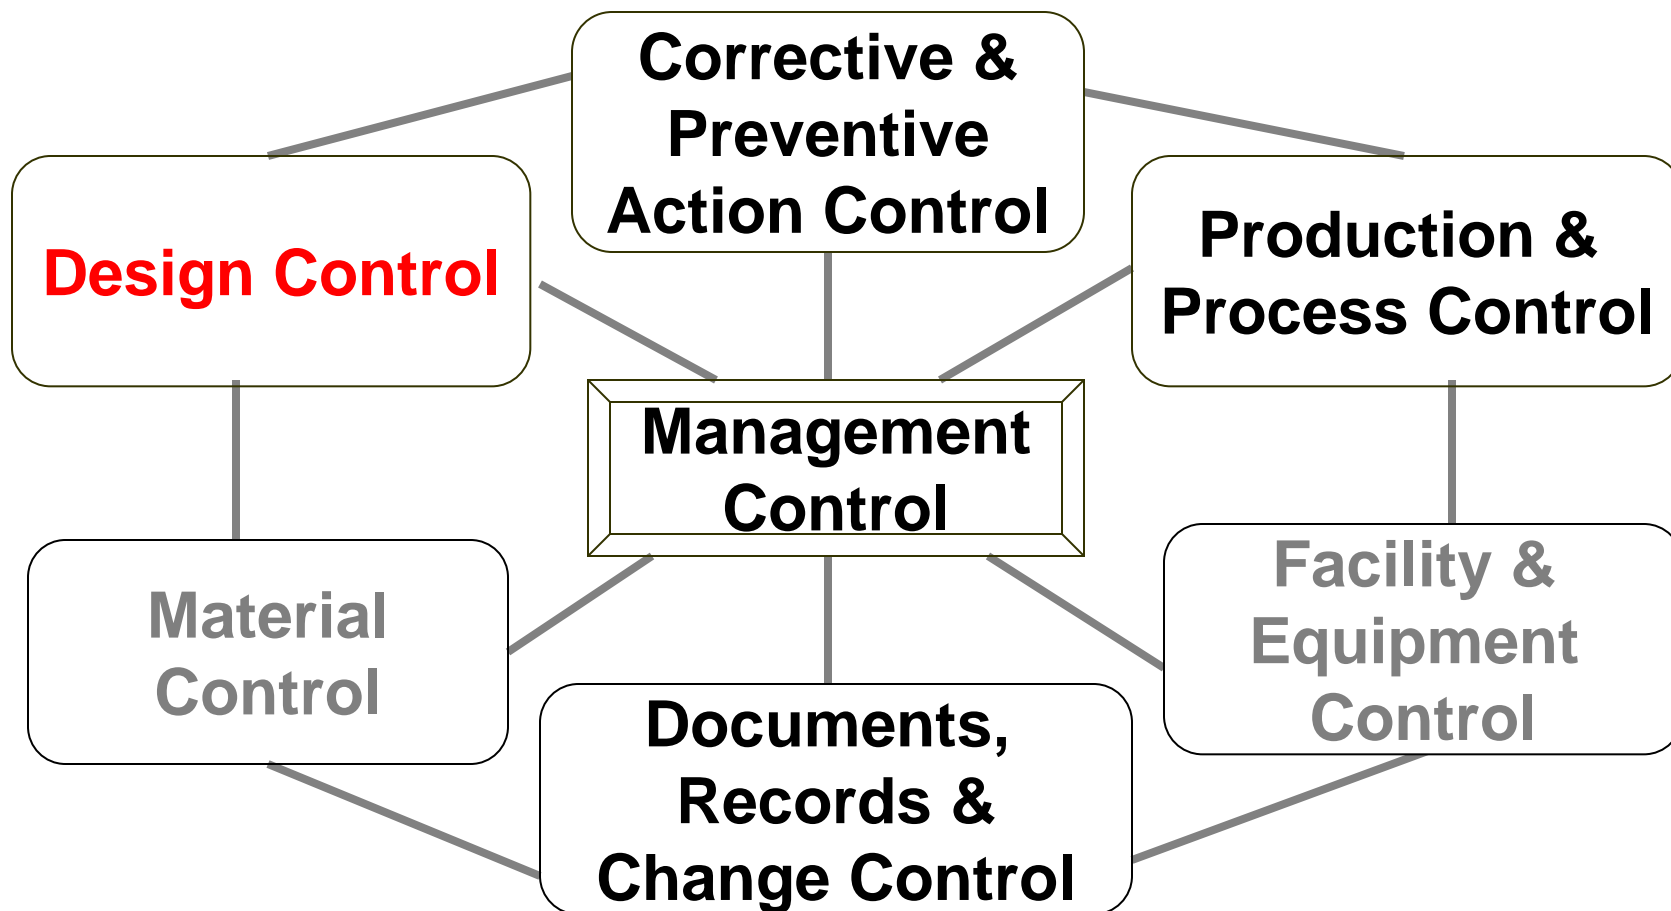 Corrective &
Preventive
Action Control
Design Control
Production &
Process Control
Management
Control
Material
Control
Facility &
Equipment
Control
Documents,
Records &
Change Control